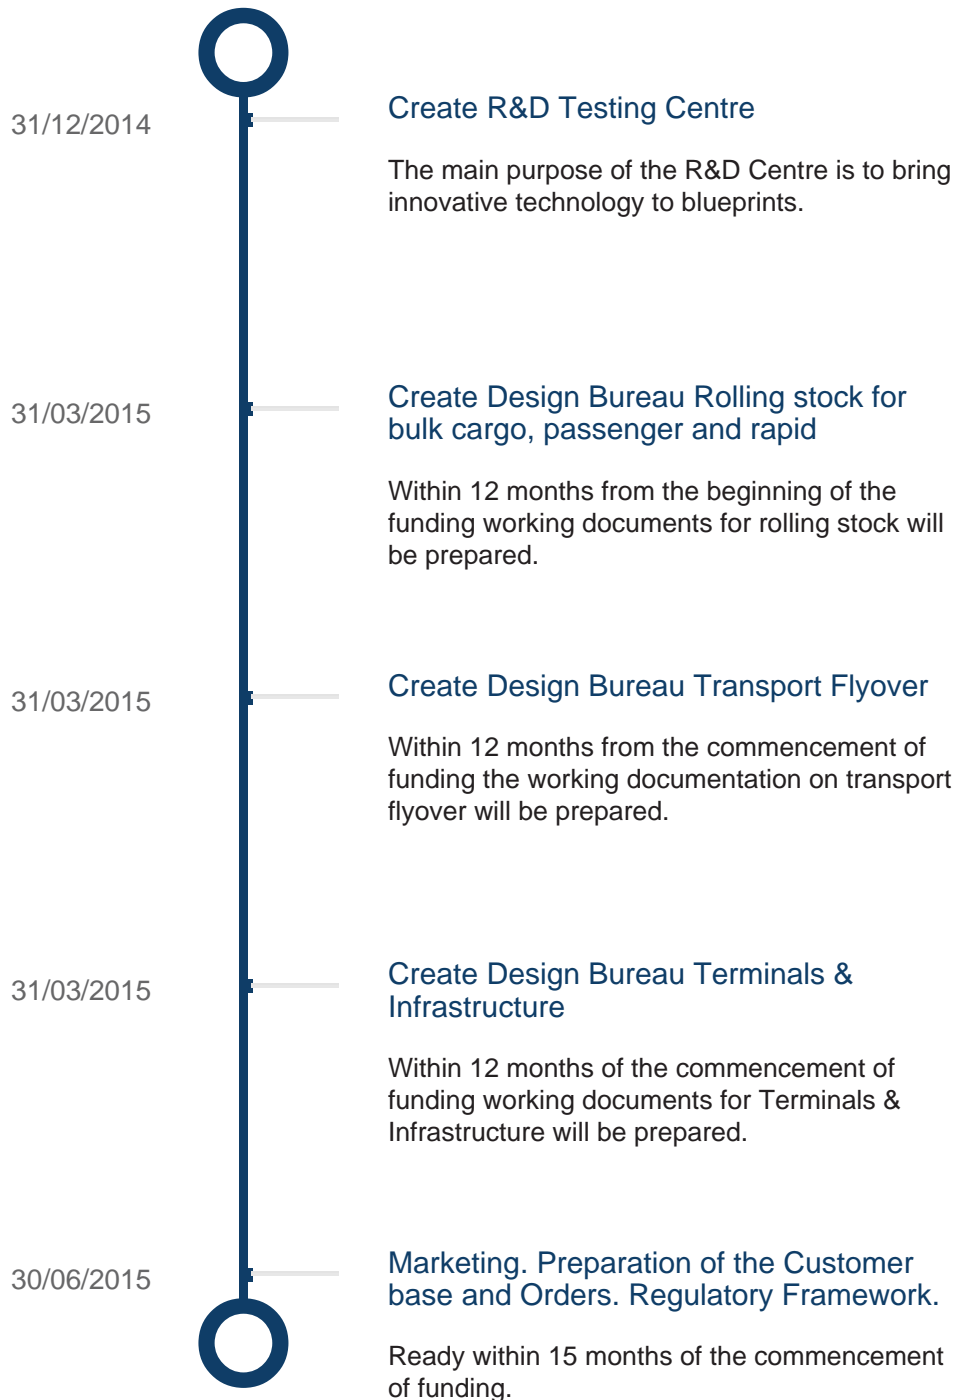 31/12/2014
Create R&D Testing Centre
The main purpose of the R&D Centre is to bring
innovative technology to blueprints.
31/03/2015
Create Design Bureau Rolling stock for
bulk cargo, passenger and rapid
Within 12 months from the beginning of the
funding working documents for rolling stock will
be prepared.
31/03/2015
Create Design Bureau Transport Flyover
Within 12 months from the commencement of
funding the working documentation on transport
flyover will be prepared.
31/03/2015
Create Design Bureau Terminals &
Infrastructure
Within 12 months of the commencement of
funding working documents for Terminals &
Infrastructure will be prepared.
30/06/2015
Marketing. Preparation of the Customer
base and Orders. Regulatory Framework.
Ready within 15 months of the commencement
of funding.